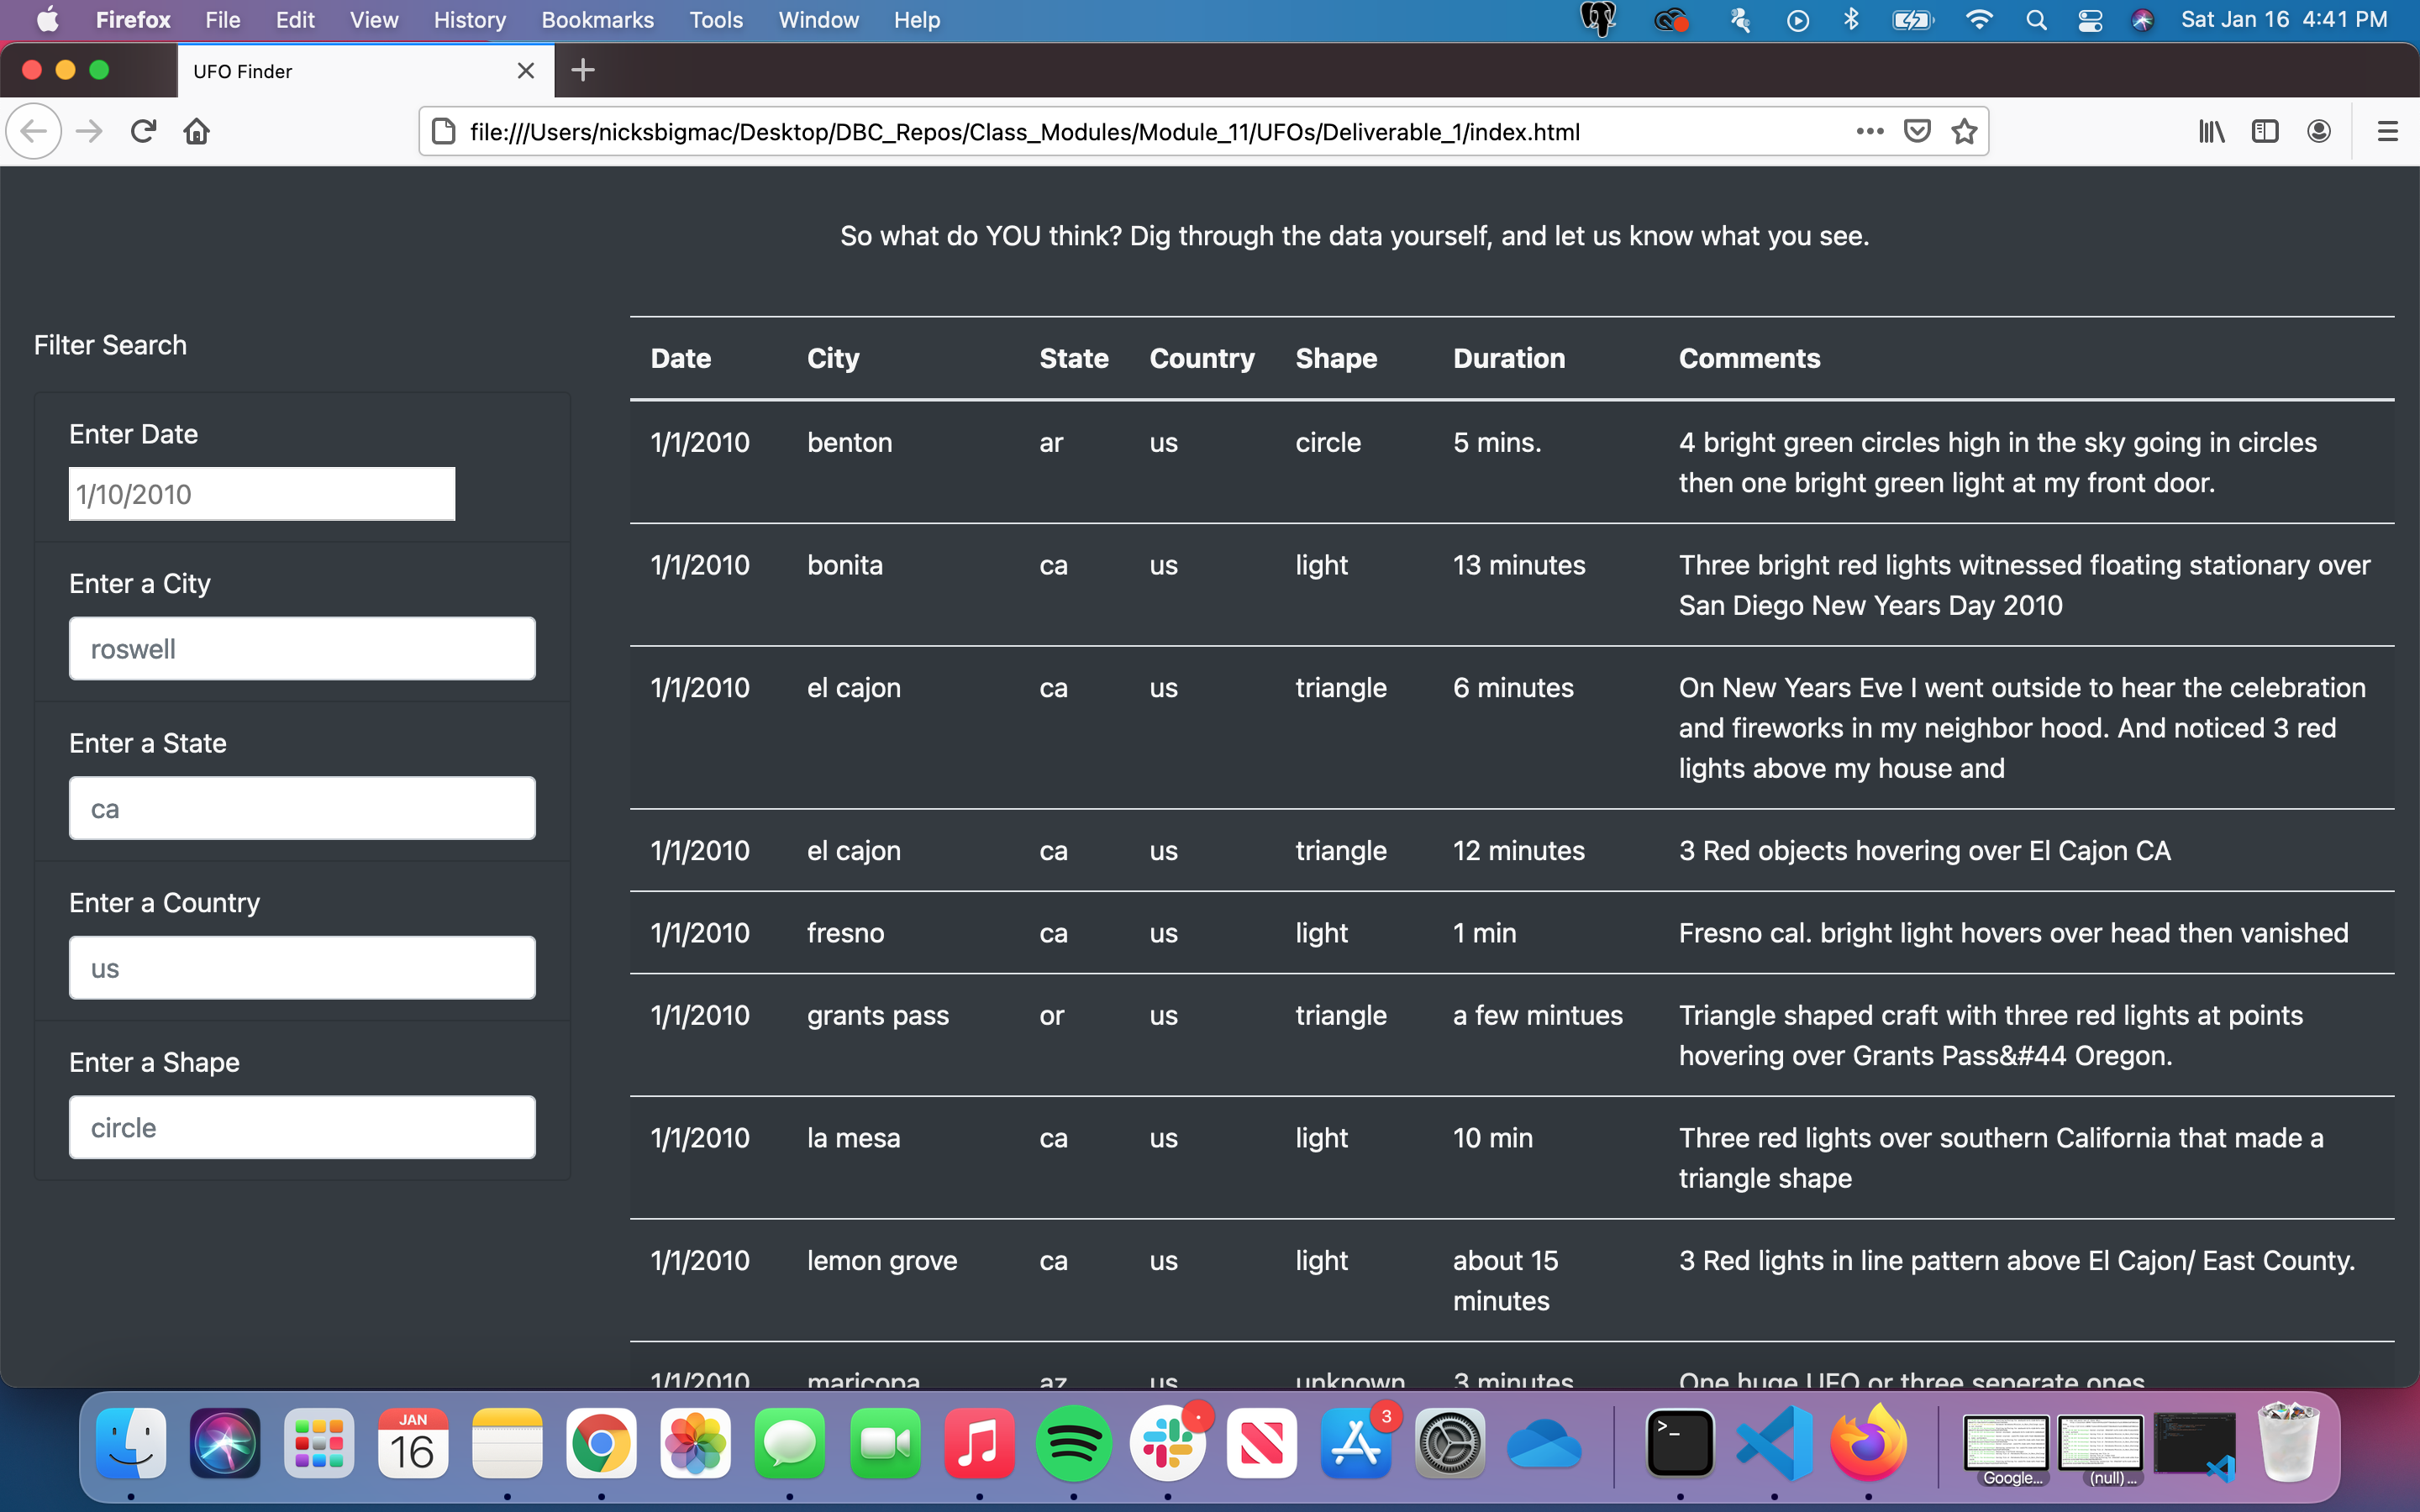 Firefox File Edit View History Bookmarks Tools Window Help Sat Jan 16 4:41 PM
UFO Finder
file:///Users/nicksbigmac/Desktop/DBC_Repos/Class_Modules/Module_11/UFOs/Deliverable_1/index.html
So what do YOU think? Dig through the data yourself, and let us know what you see.
Filter Search
Enter Date
1/10/2010
Enter a City
roswell
Enter a State
ca
Enter a Country
us
Enter a Shape
circle
Date City State Country Shape Duration Comments
1/1/2010 benton ar us circle 5 mins. 4 bright green circles high in the sky going in circles
then one bright green light at my front door.
1/1/2010 bonita ca us light 13 minutes Three bright red lights witnessed floating stationary over
San Diego New Years Day 2010
1/1/2010 el cajon ca us triangle 6 minutes On New Years Eve I went outside to hear the celebration
and fireworks in my neighbor hood. And noticed 3 red
lights above my house and
1/1/2010 el cajon ca us triangle 12 minutes 3 Red objects hovering over El Cajon CA
1/1/2010 fresno ca us light 1 min Fresno cal. bright light hovers over head then vanished
1/1/2010 grants pass or us triangle a few mintues Triangle shaped craft with three red lights at points
hovering over Grants Pass&#44 Oregon.
1/1/2010 la mesa ca us light 10 min Three red lights over southern California that made a
triangle shape
1/1/2010 lemon grove ca us light about 15 3 Red lights in line pattern above El Cajon/ East County.
minutes
1/1/2010 maricopa az us unknown 3 minutes One huge UFO or three seperate ones
JAN
16
3
>_
Google...
(null)...